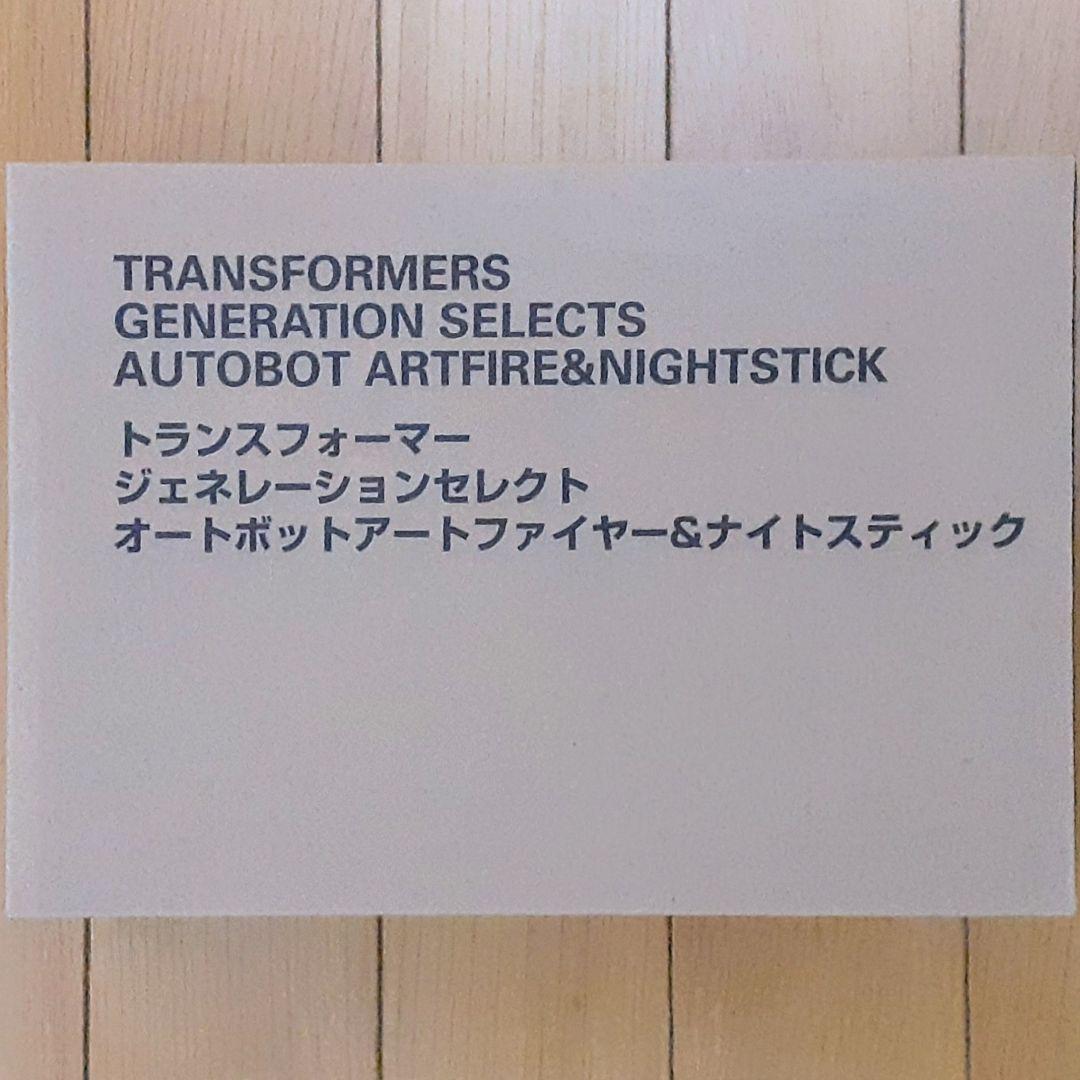 TRANSFORMERS
GENERATION SELECTS
AUTOBOT ARTFIRE&NIGHTSTICK
トランスフォーマー
ジェネレーションセレクト
オートボットアートファイヤー&ナイトスティック